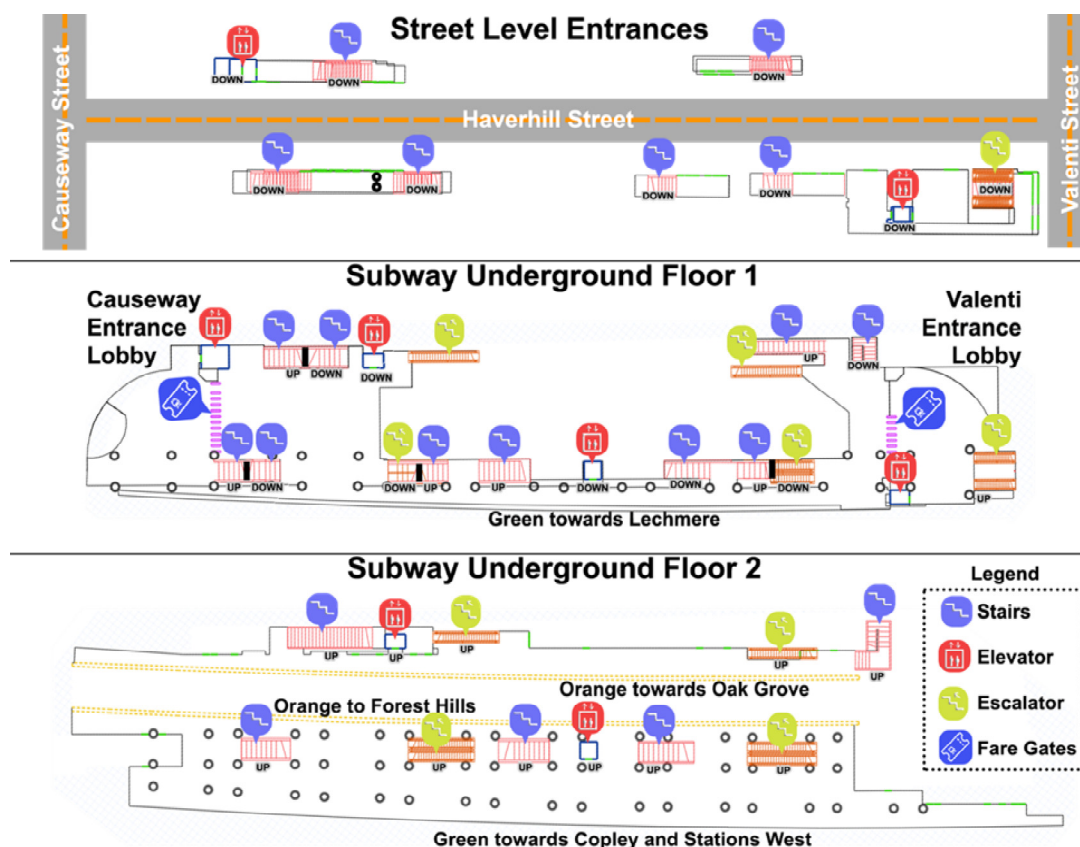 Street Level Entrances
DOWN
DOWN
DOWN
Causeway Street
Haverhill Street
Valenti Street
DOWN
DOWN
DOWN
DOWN
DOWN
DOWN
Subway Underground Floor 1
Causeway
Entrance
Lobby
Valenti
Entrance
Lobby
UP
DOWN
DOWN
UP
DOWN
UP
DOWN
DOWN
UP
DOWN
DOWN
UP
DOWN
UP
Green towards Lechmere
Subway Underground Floor 2
Legend
Stairs
Elevator
Escalator
Fare Gates
UP
UP
UP
UP
UP
Orange towards Oak Grove
Orange to Forest Hills
UP
UP
UP
UP
UP
UP
Green towards Copley and Stations West